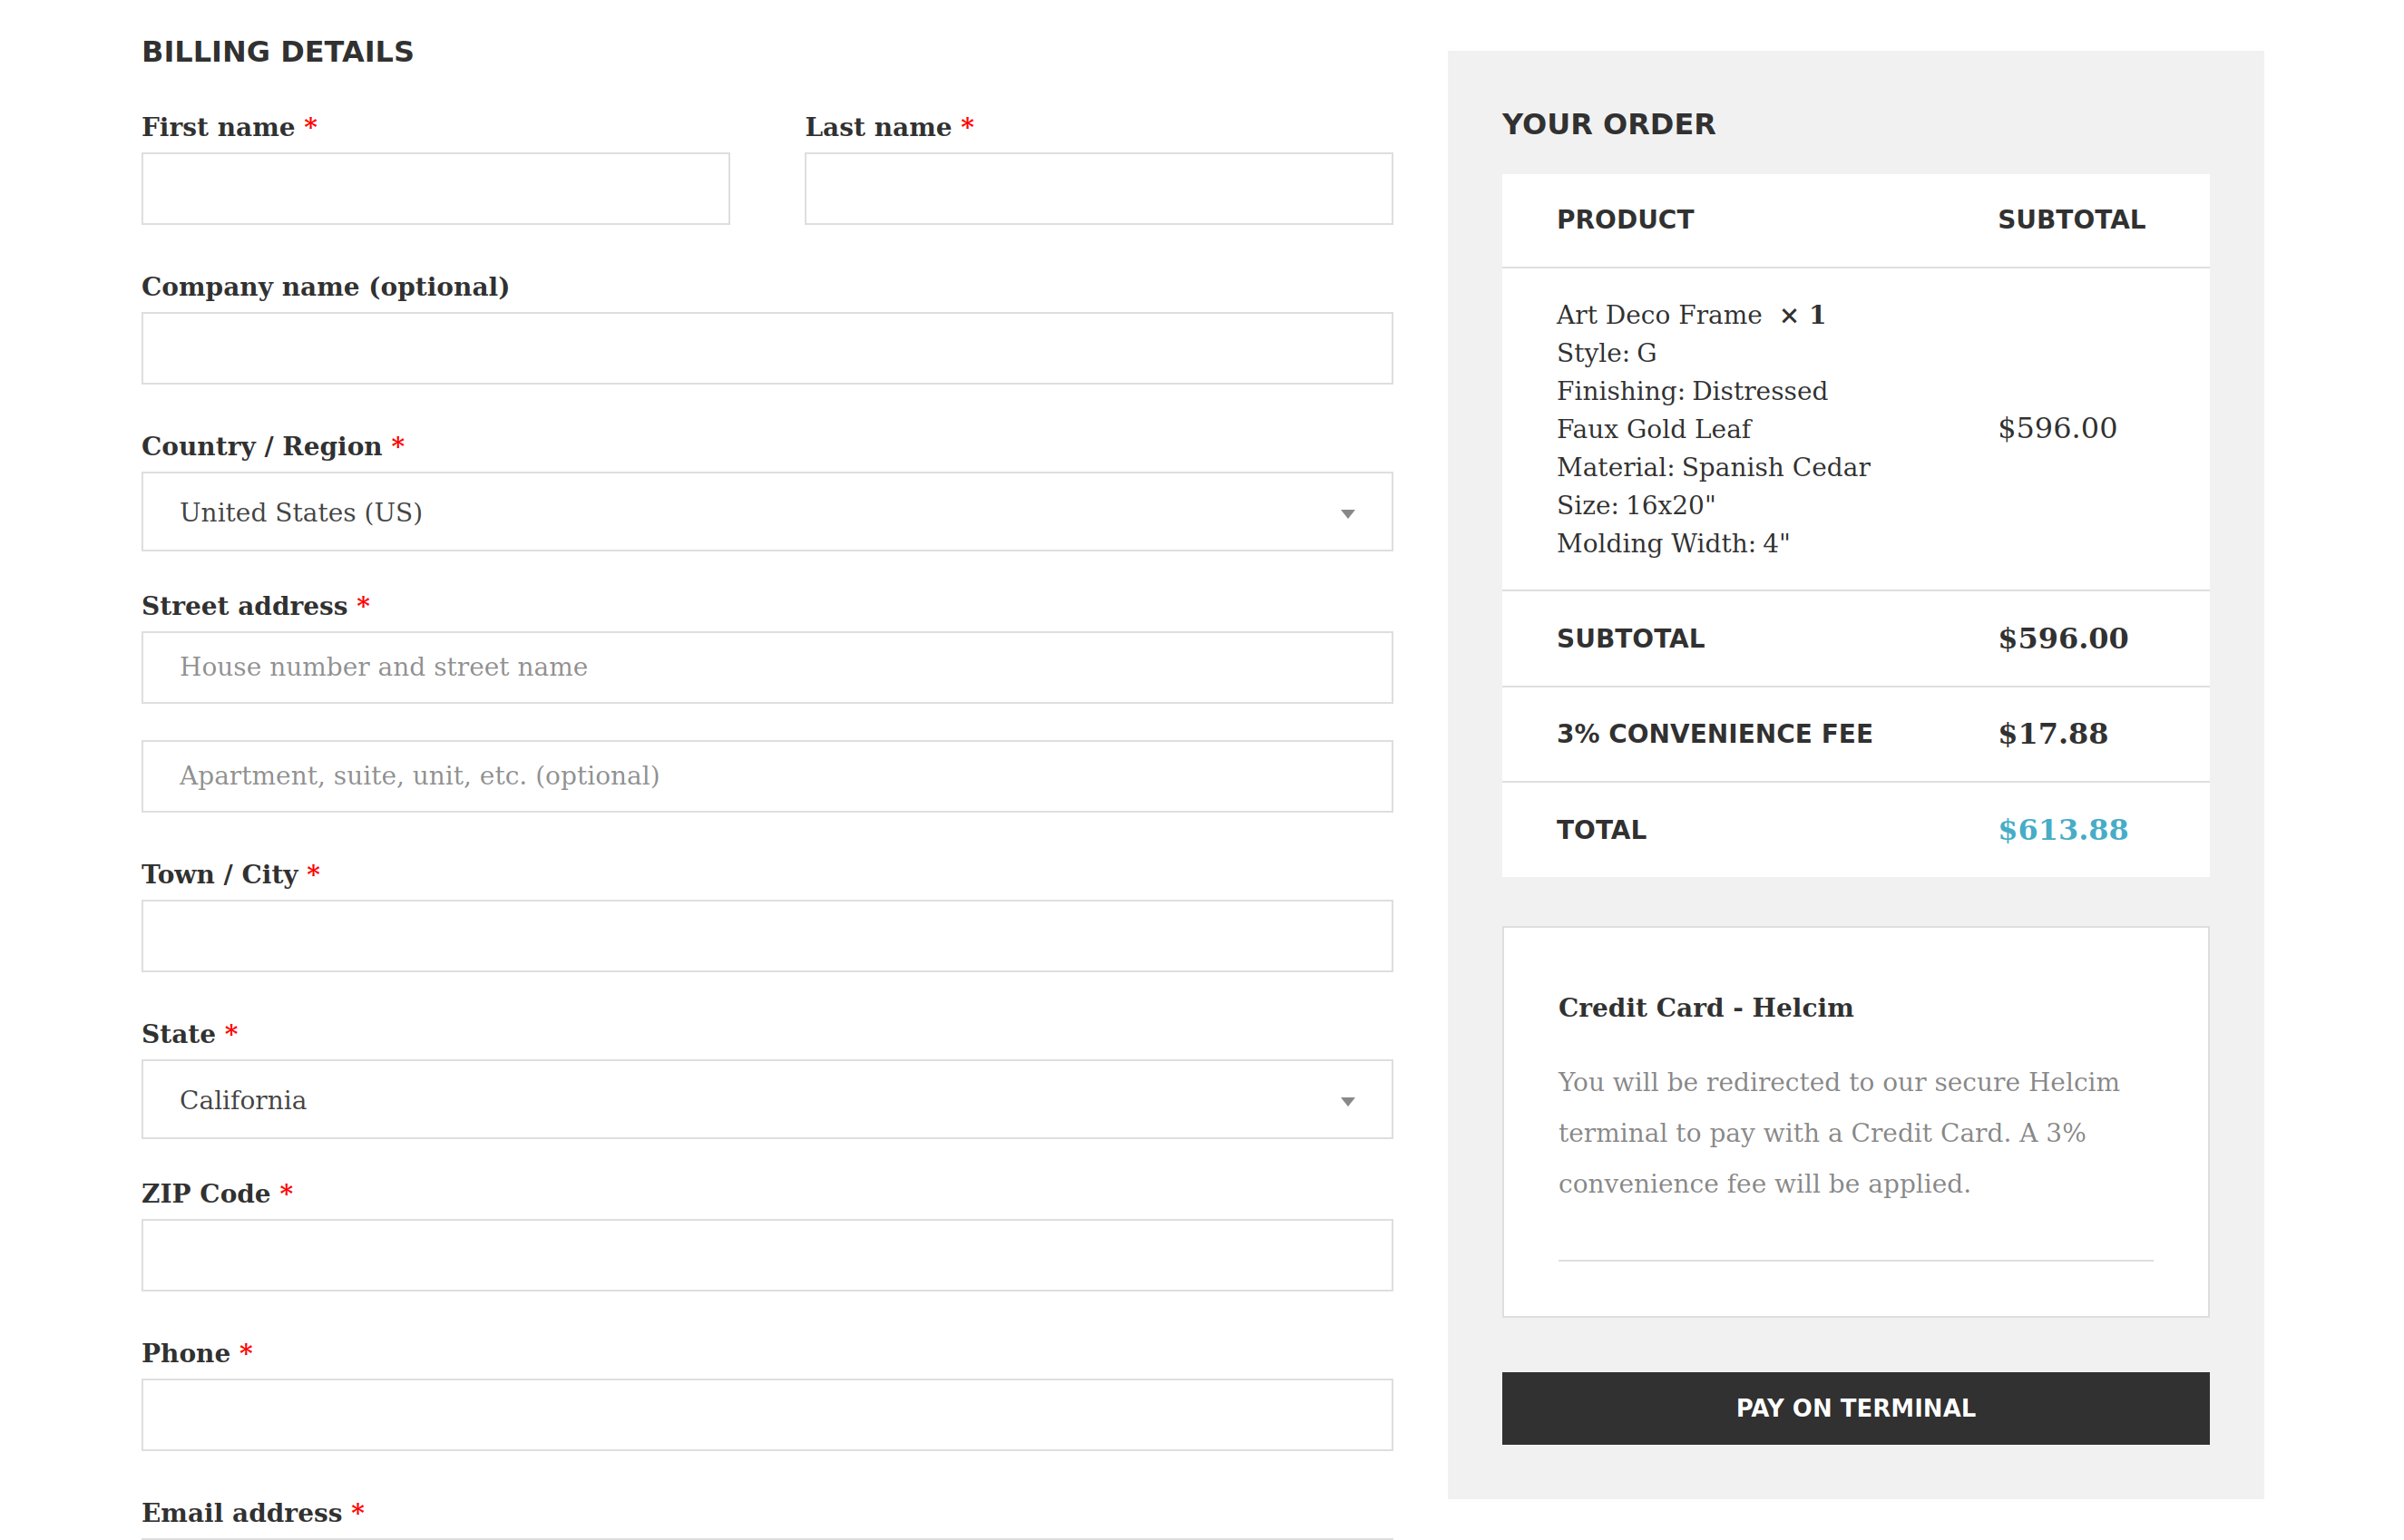 BILLING DETAILS
First name *
Last name *
Company name (optional)
Country / Region *
United States (US)
Street address *
House number and street name
Apartment, suite, unit, etc. (optional)
Town / City *
State *
California
ZIP Code *
Phone *
Email address *
YOUR ORDER
PRODUCT SUBTOTAL
Art Deco Frame × 1
Style: G
Finishing: Distressed
Faux Gold Leaf
$596.00
Material: Spanish Cedar
Size: 16x20"
Molding Width: 4"
SUBTOTAL $596.00
3% CONVENIENCE FEE $17.88
TOTAL $613.88
Credit Card - Helcim
You will be redirected to our secure Helcim
terminal to pay with a Credit Card. A 3%
convenience fee will be applied.
PAY ON TERMINAL